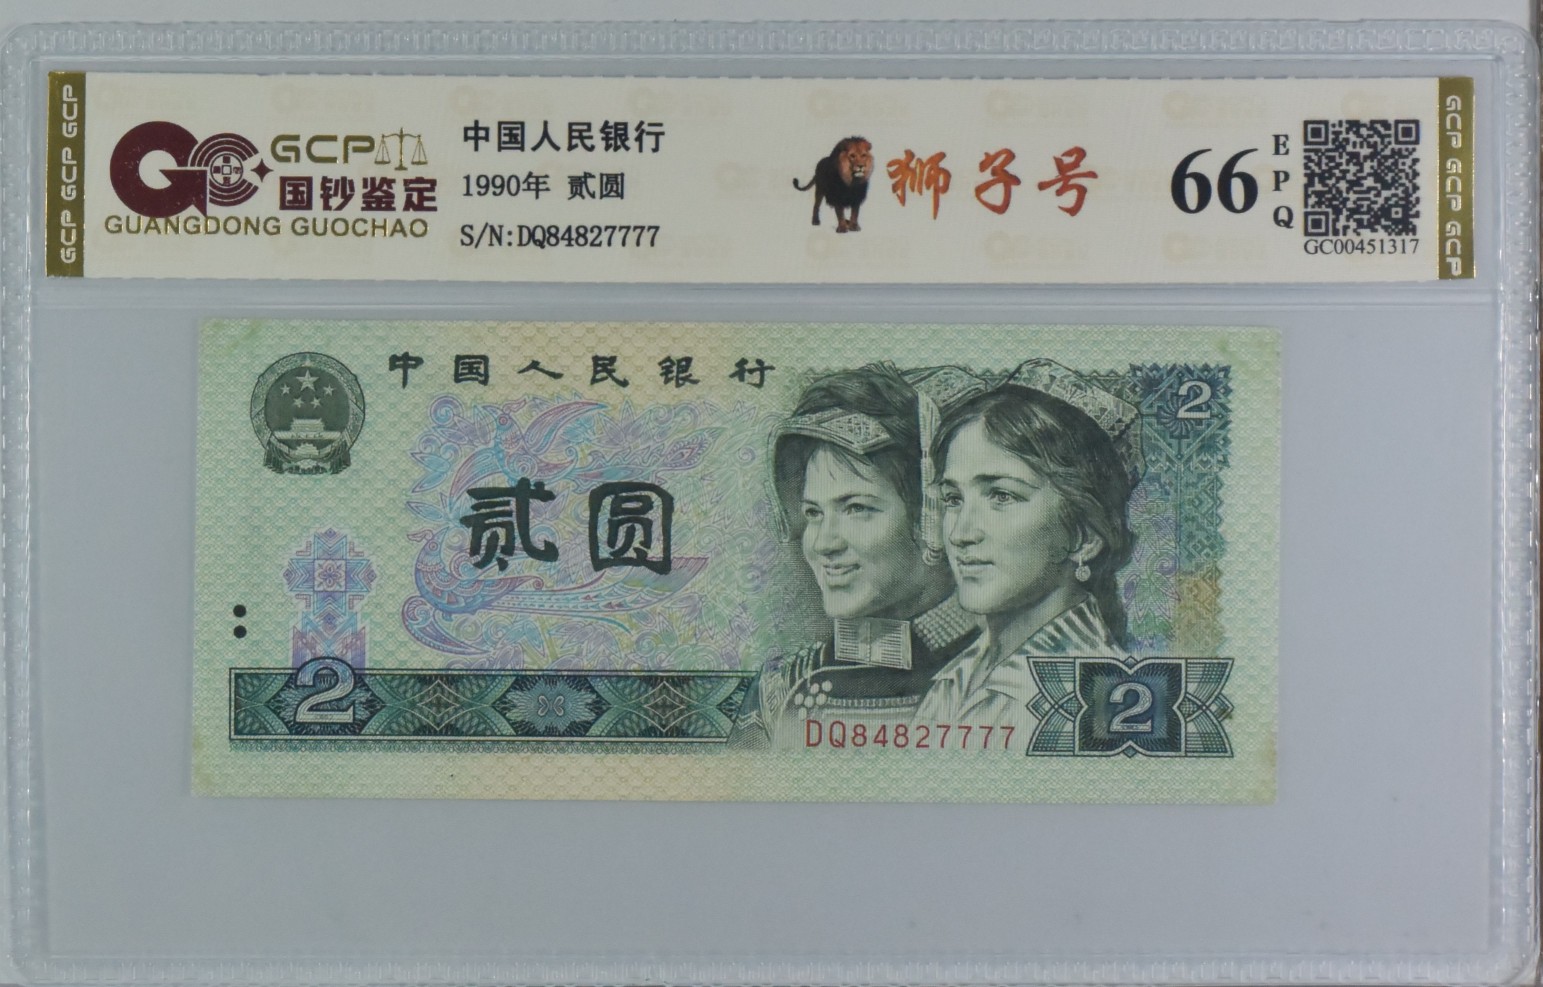 GCP GCP GCP
GCP
国钞鉴定
GUANGDONG GUOCHAO
中国人民银行
1990年 贰圆
S/N:DQ84827777
狮子号
66
EPQ
GC00451317
GCP GCP GCP
中国人民银行
2
贰圆
2
DQ84827777
2